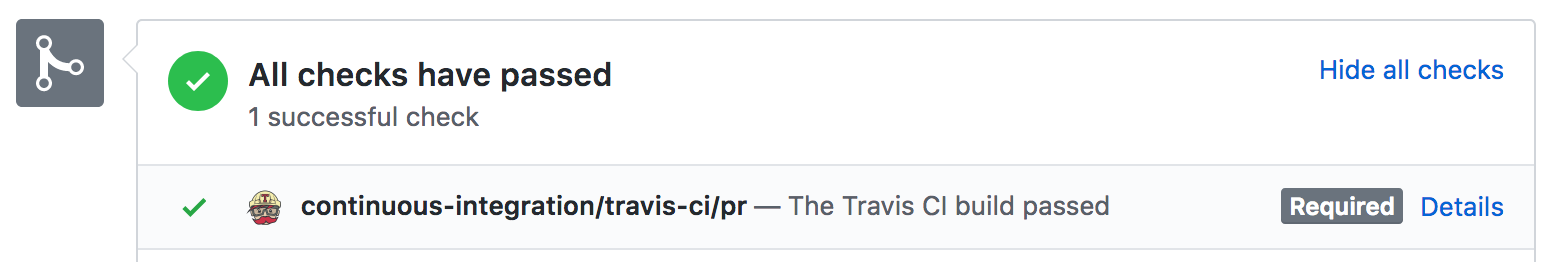 All checks have passed
Hide all checks
1 successful check
continuous-integration/travis-ci/pr — The Travis CI build passed
Required
Details